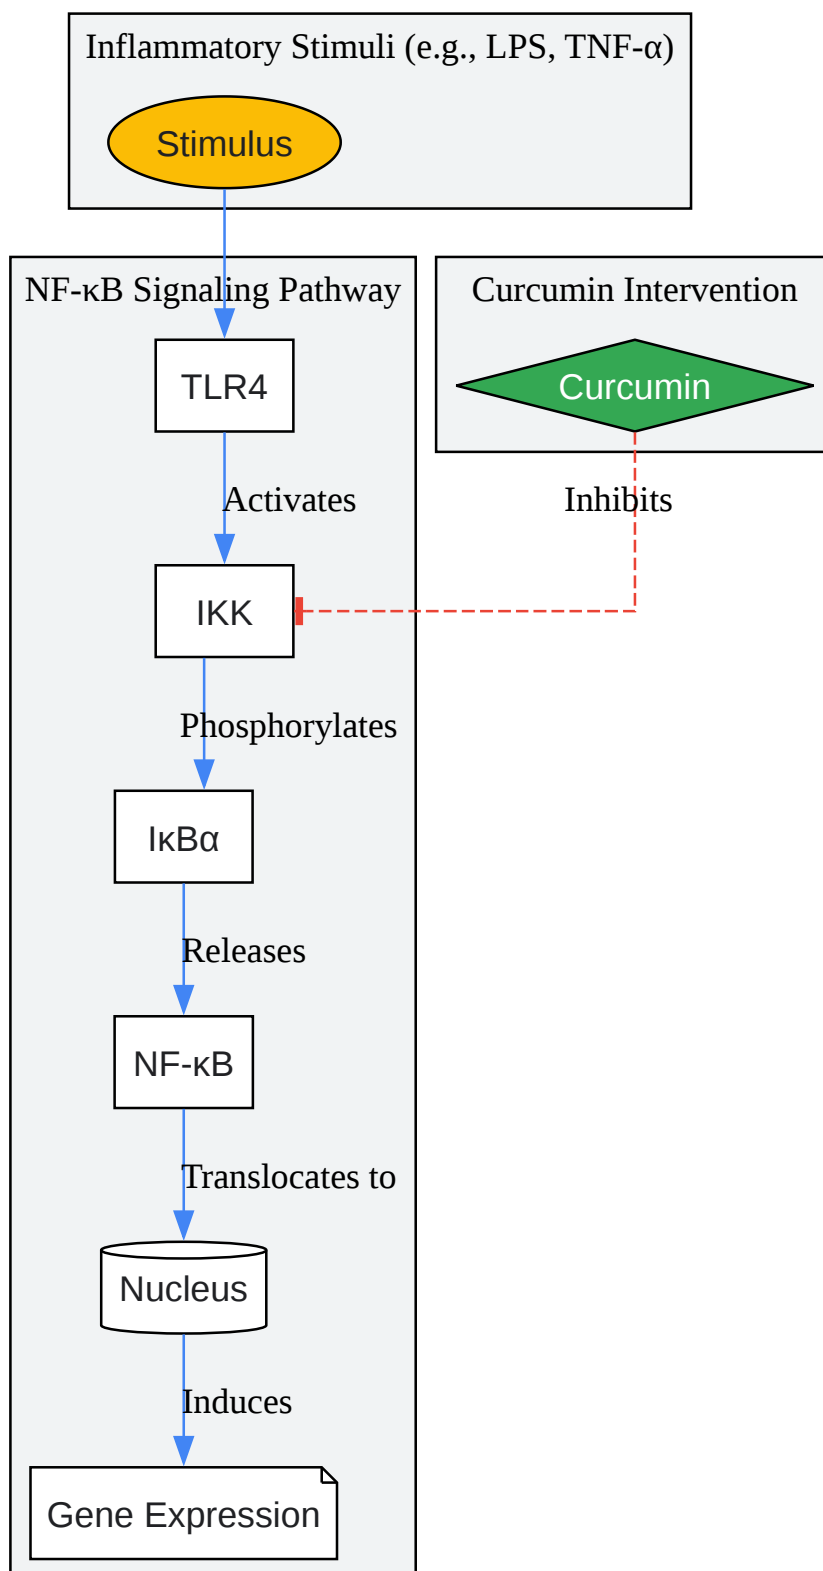 Inflammatory Stimuli (e.g., LPS, TNF-α)
Stimulus
NF-κB Signaling Pathway
Curcumin Intervention
TLR4
Curcumin
Activates
Inhibits
IKK
Phosphorylates
IκBα
Releases
NF-κB
Translocates to
Nucleus
Induces
Gene Expression